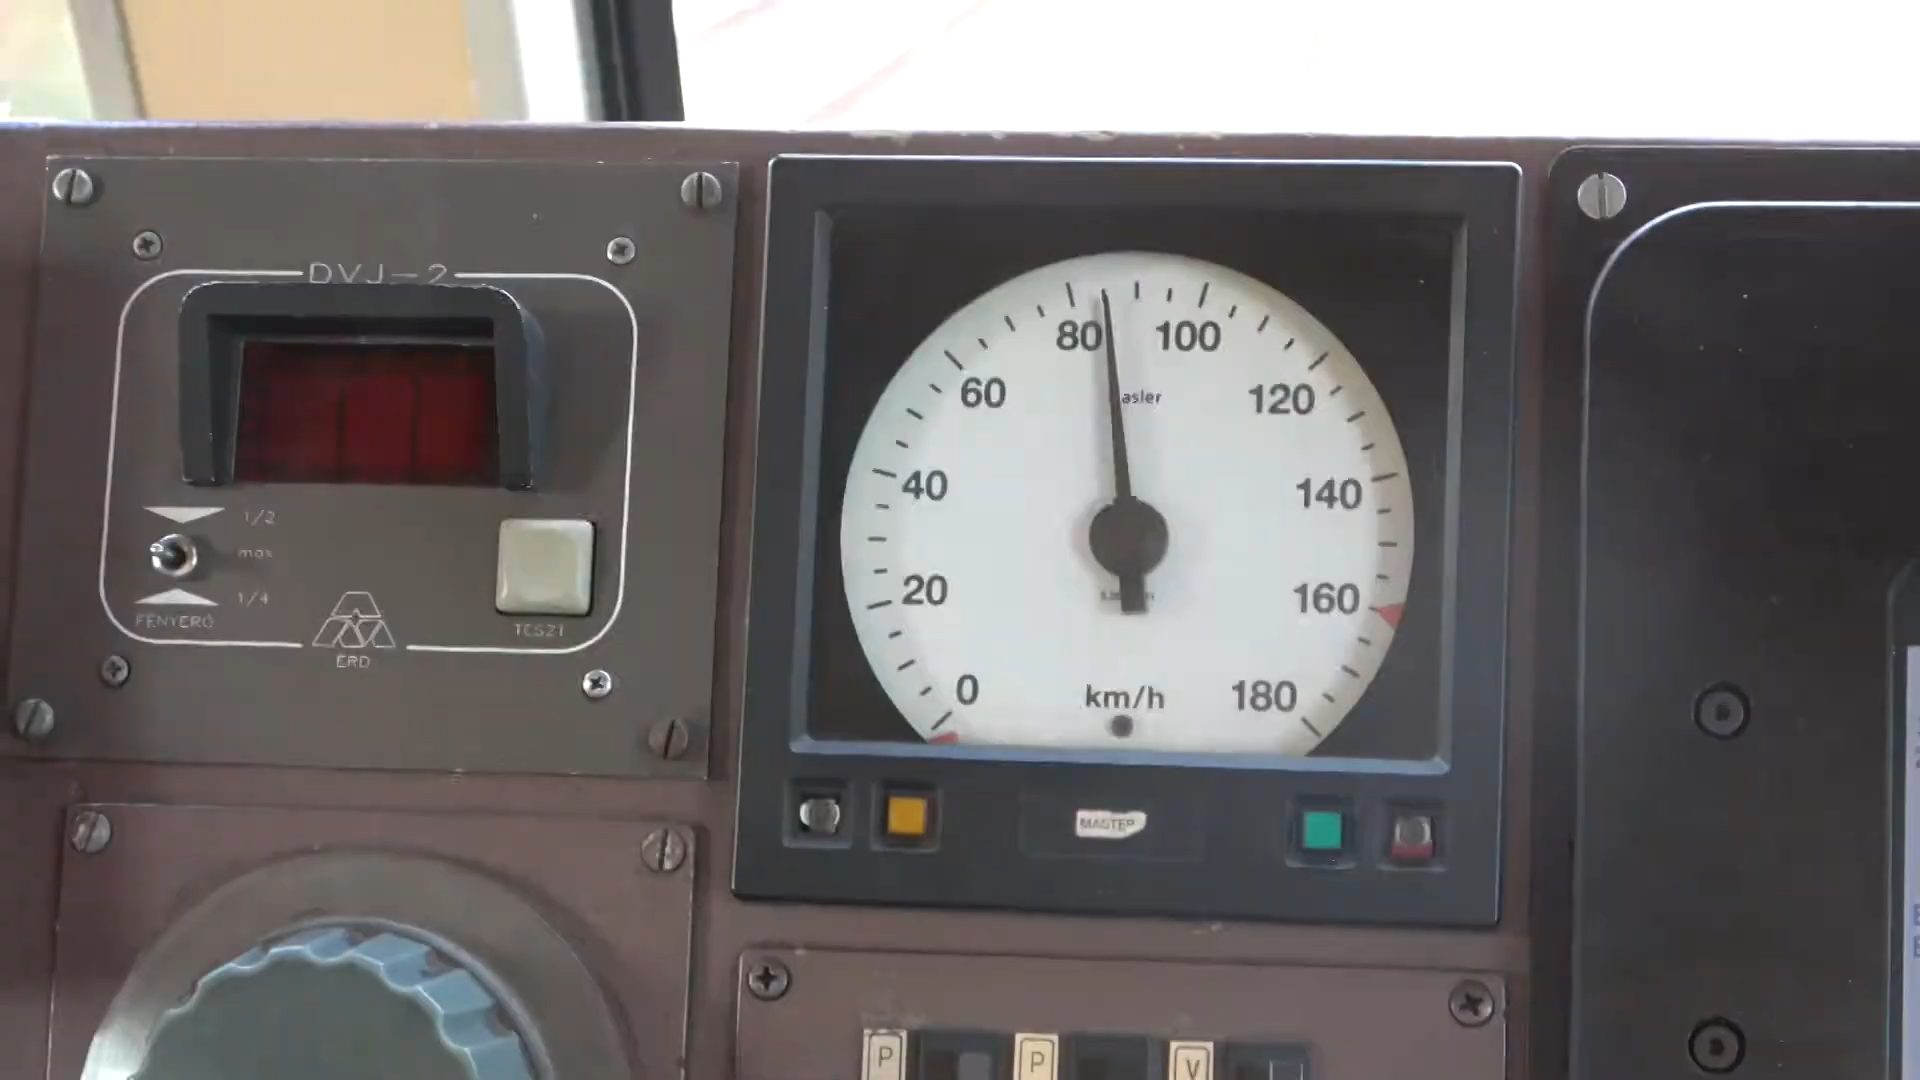 DVJ-2
1/2
max
1/4
FÉNYERŐ
TESZT
ERD
80
100
60
120
asler
40
140
20
160
0
km/h
180
MASTER
P
P
V